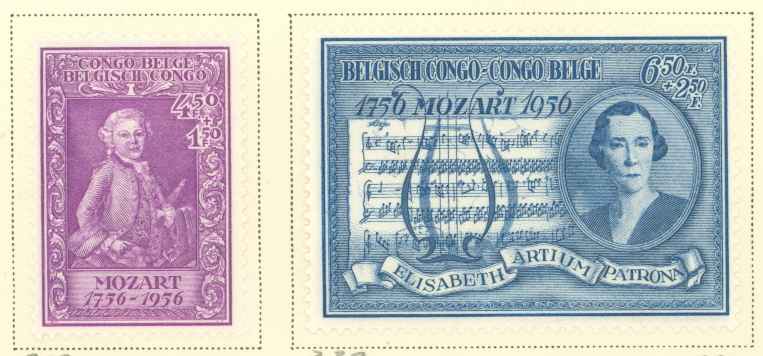 CONGO BELGE
BELGISCH CONGO
4,50
F.
+
1,50
F.
MOZART
1756-1956
BELGISCH CONGO-CONGO BELGE
6,50 F.
+2,50
F.
1756 MOZART 1956
ELISABETH ARTIUM PATRONA